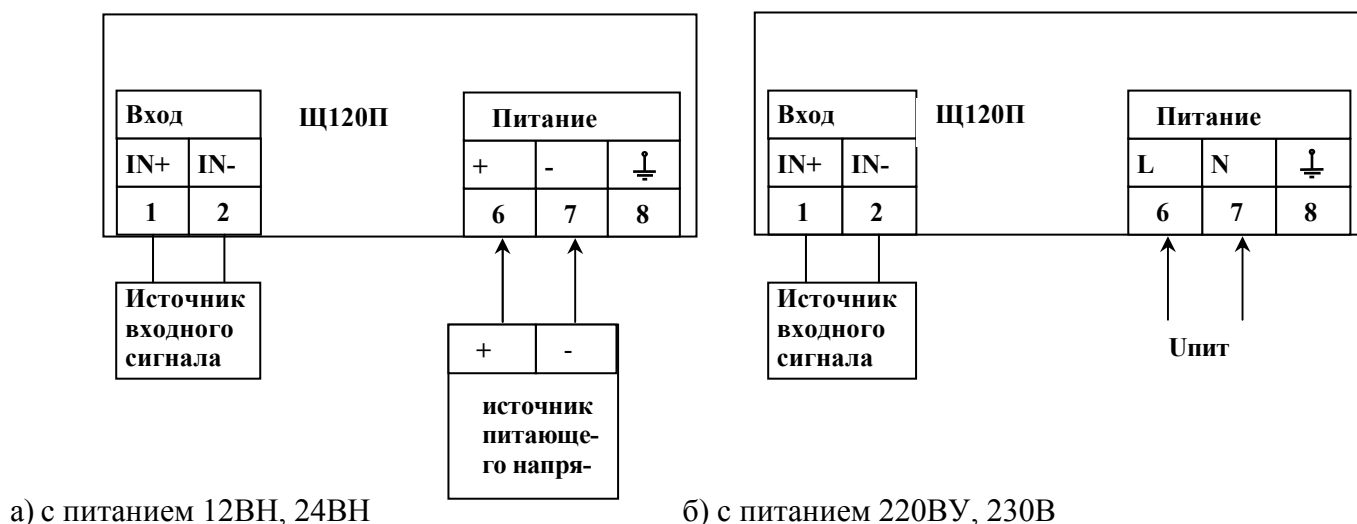 Вход
Щ120П
Питание
IN+ IN-
+ -
1 2
6 7 8
Источник
входного
сигнала
+ -
источник
питающе-
го напря-
а) с питанием 12ВН, 24ВН
Вход
Щ120П
Питание
IN+ IN-
L N
1 2
6 7 8
Источник
входного
сигнала
Uпит
б) с питанием 220ВУ, 230В